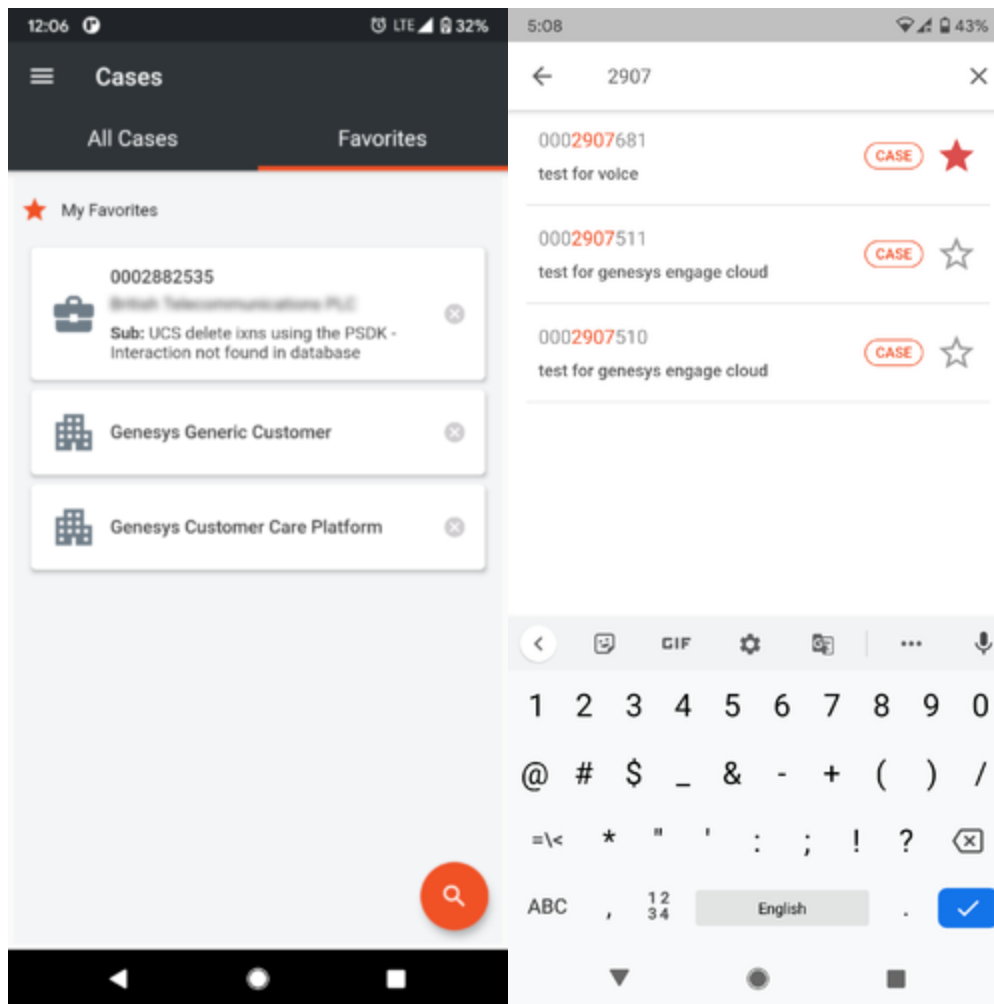 12:06 LTE 32%
Cases
All Cases Favorites
My Favorites
0002882535
Sub: UCS delete ixns using the PSDK -
Interaction not found in database
Genesys Generic Customer
Genesys Customer Care Platform
5:08 43%
2907
0002907681
test for voice
CASE
0002907511
test for genesys engage cloud
CASE
0002907510
test for genesys engage cloud
CASE
GIF
1 2 3 4 5 6 7 8 9 0
@ # $ _ & - + ( ) /
=\< * " ' : ; ! ?
ABC , 12 34 English .